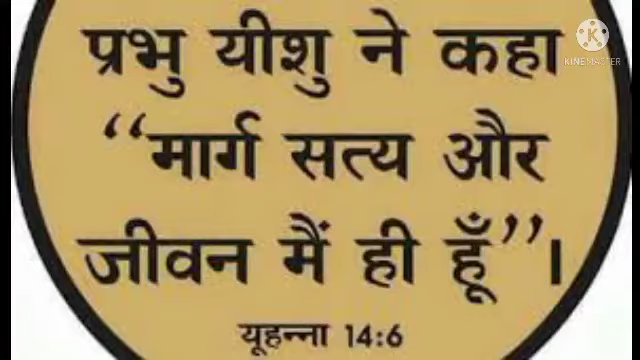 प्रभु यीशु ने कहा
“मार्ग सत्य और
जीवन मैं ही हूँ”।
यूहन्ना 14:6
KINEMASTER